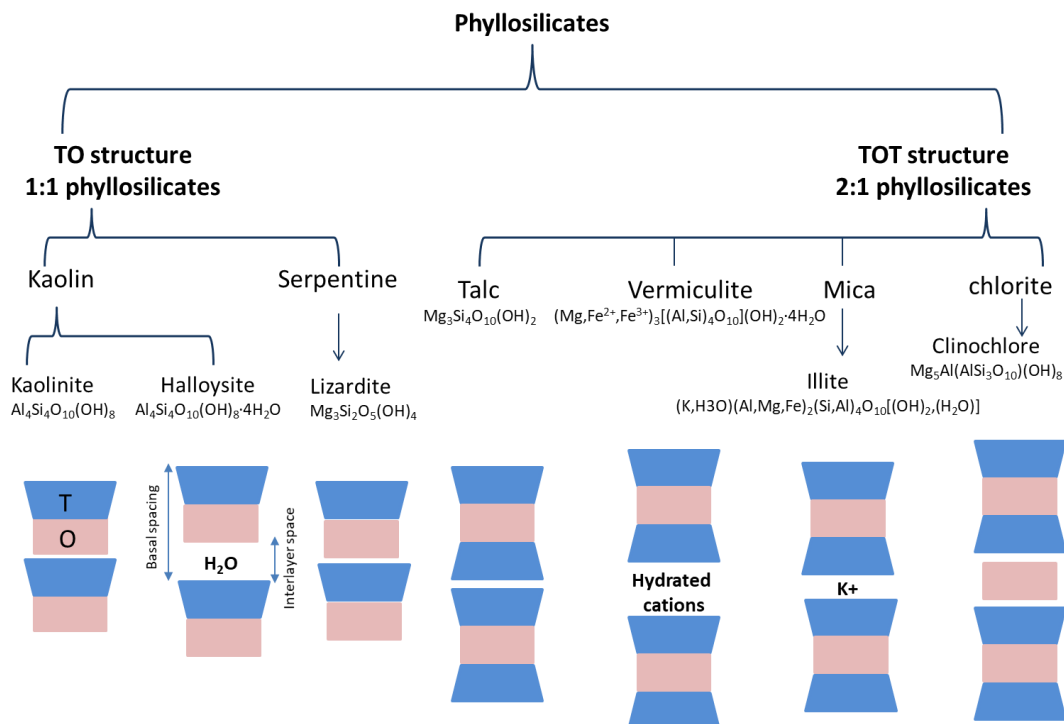 Phyllosilicates
TO structure
1:1 phyllosilicates
TOT structure
2:1 phyllosilicates
Kaolin
Serpentine
Talc
Mg₃Si₄O₁₀(OH)₂
Vermiculite
(Mg,Fe²⁺,Fe³⁺)₃[(Al,Si)₄O₁₀](OH)₂·4H₂O
Mica
chlorite
Kaolinite
Al₄Si₄O₁₀(OH)₈
Halloysite
Al₄Si₄O₁₀(OH)₈·4H₂O
Lizardite
Mg₃Si₂O₅(OH)₄
Illite
(K,H3O)(Al,Mg,Fe)₂(Si,Al)₄O₁₀[(OH)₂,(H₂O)]
Clinochlore
Mg₅Al(AlSi₃O₁₀)(OH)₈
T
O
Basal spacing
H₂O
Interlayer space
Hydrated
cations
K+